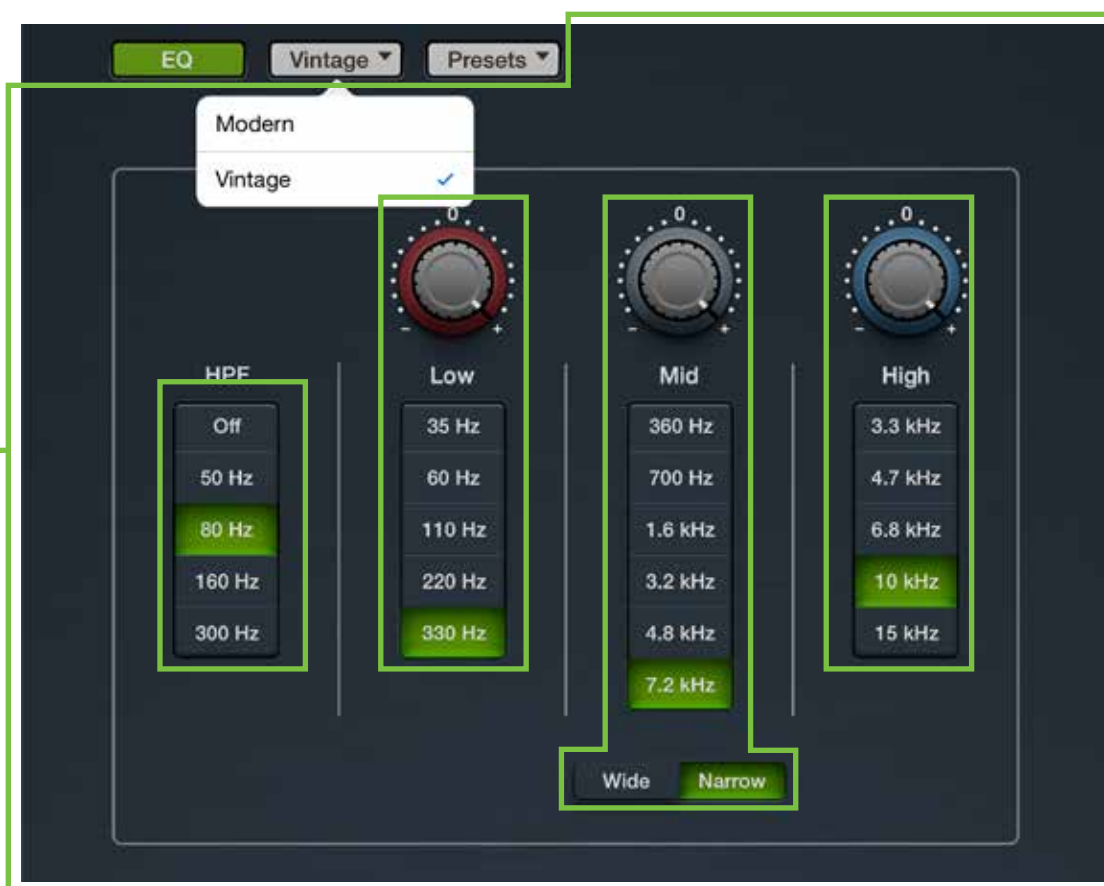 EQ Vintage Presets
Modern
Vintage
0 0 0
- + - + - +
HPF Low Mid High
Off 35 Hz 360 Hz 3.3 kHz
50 Hz 60 Hz 700 Hz 4.7 kHz
80 Hz 110 Hz 1.6 kHz 6.8 kHz
160 Hz 220 Hz 3.2 kHz 10 kHz
300 Hz 330 Hz 4.8 kHz 15 kHz
7.2 kHz
Wide Narrow